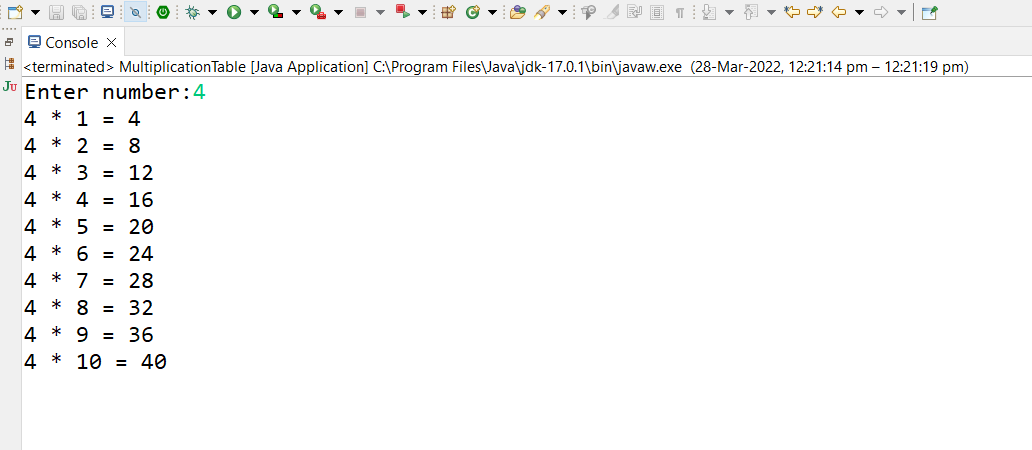 Console
<terminated> MultiplicationTable [Java Application] C:\Program Files\Java\jdk-17.0.1\bin\javaw.exe (28-Mar-2022, 12:21:14 pm – 12:21:19 pm)
Enter number:4
4 * 1 = 4
4 * 2 = 8
4 * 3 = 12
4 * 4 = 16
4 * 5 = 20
4 * 6 = 24
4 * 7 = 28
4 * 8 = 32
4 * 9 = 36
4 * 10 = 40